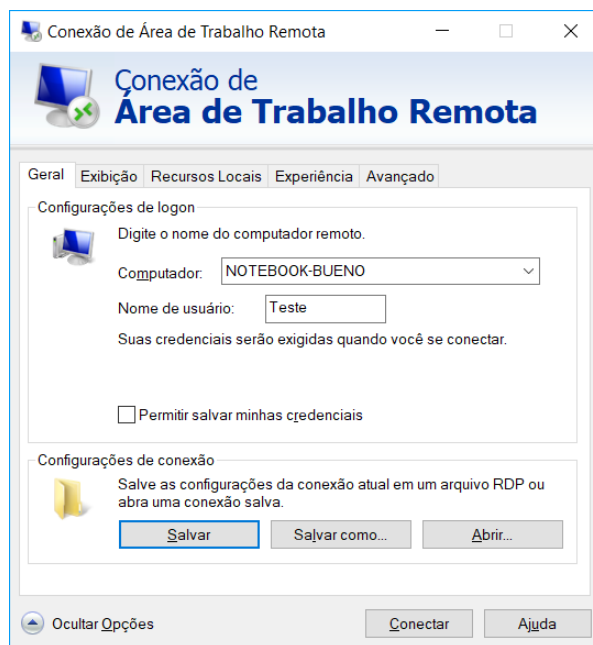 Conexão de Área de Trabalho Remota
Conexão de
Área de Trabalho Remota
Geral Exibição Recursos Locais Experiência Avançado
Configurações de logon
Digite o nome do computador remoto.
Computador: NOTEBOOK-BUENO
Nome de usuário: Teste
Suas credenciais serão exigidas quando você se conectar.
Permitir salvar minhas credenciais
Configurações de conexão
Salve as configurações da conexão atual em um arquivo RDP ou
abra uma conexão salva.
Salvar Salvar como... Abrir...
Ocultar Opções Conectar Ajuda